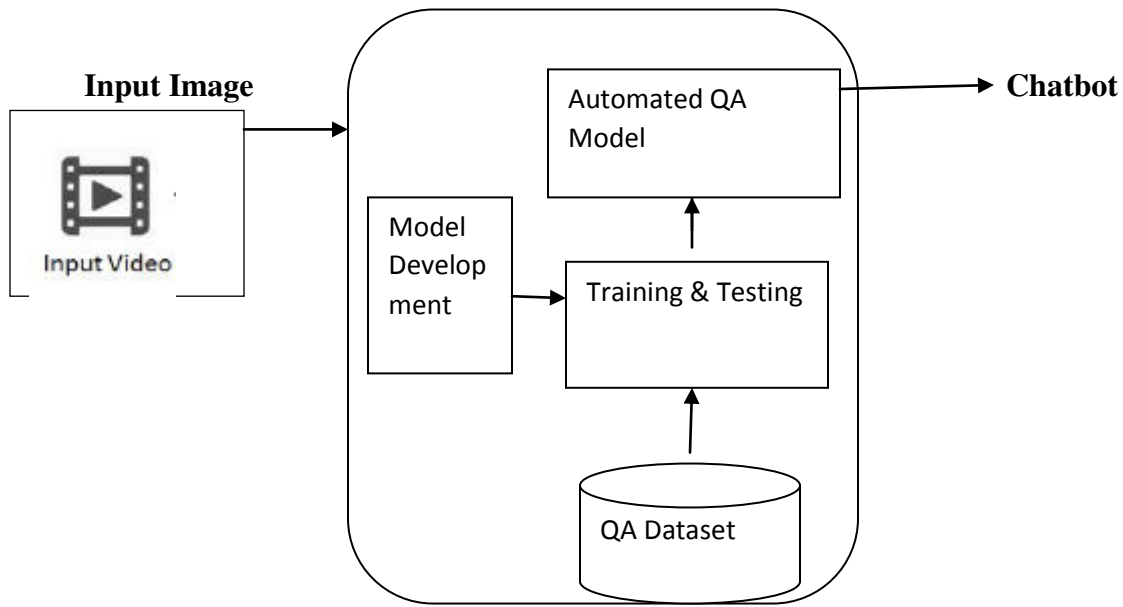 Input Image
Input Video
Automated QA
Model
Chatbot
Model
Develop
ment
Training & Testing
QA Dataset